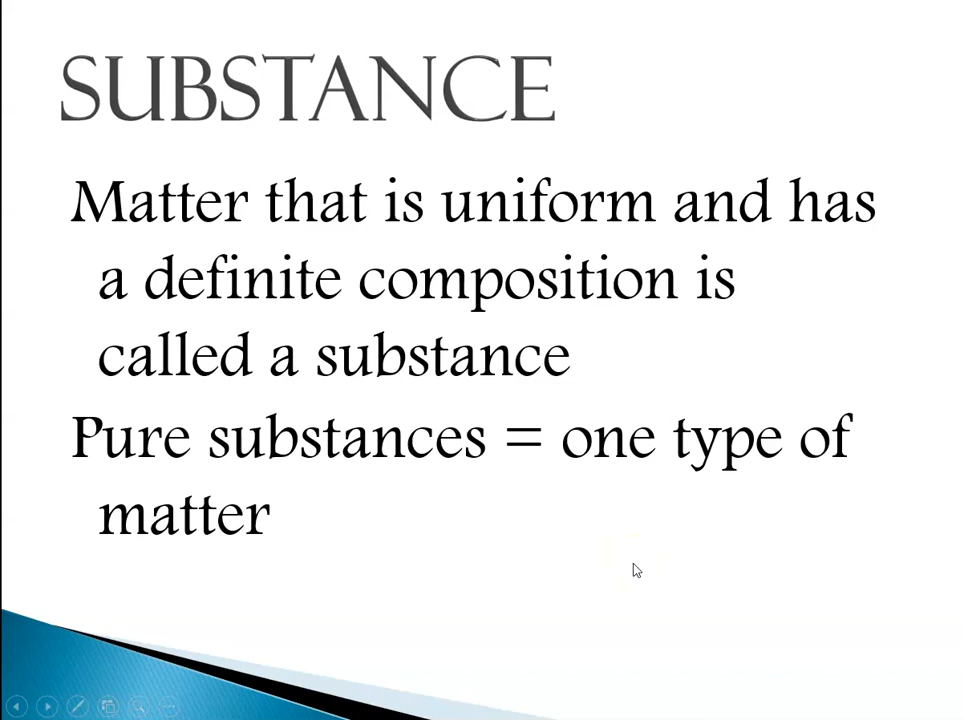 SUBSTANCE
Matter that is uniform and has
a definite composition is
called a substance
Pure substances = one type of
matter